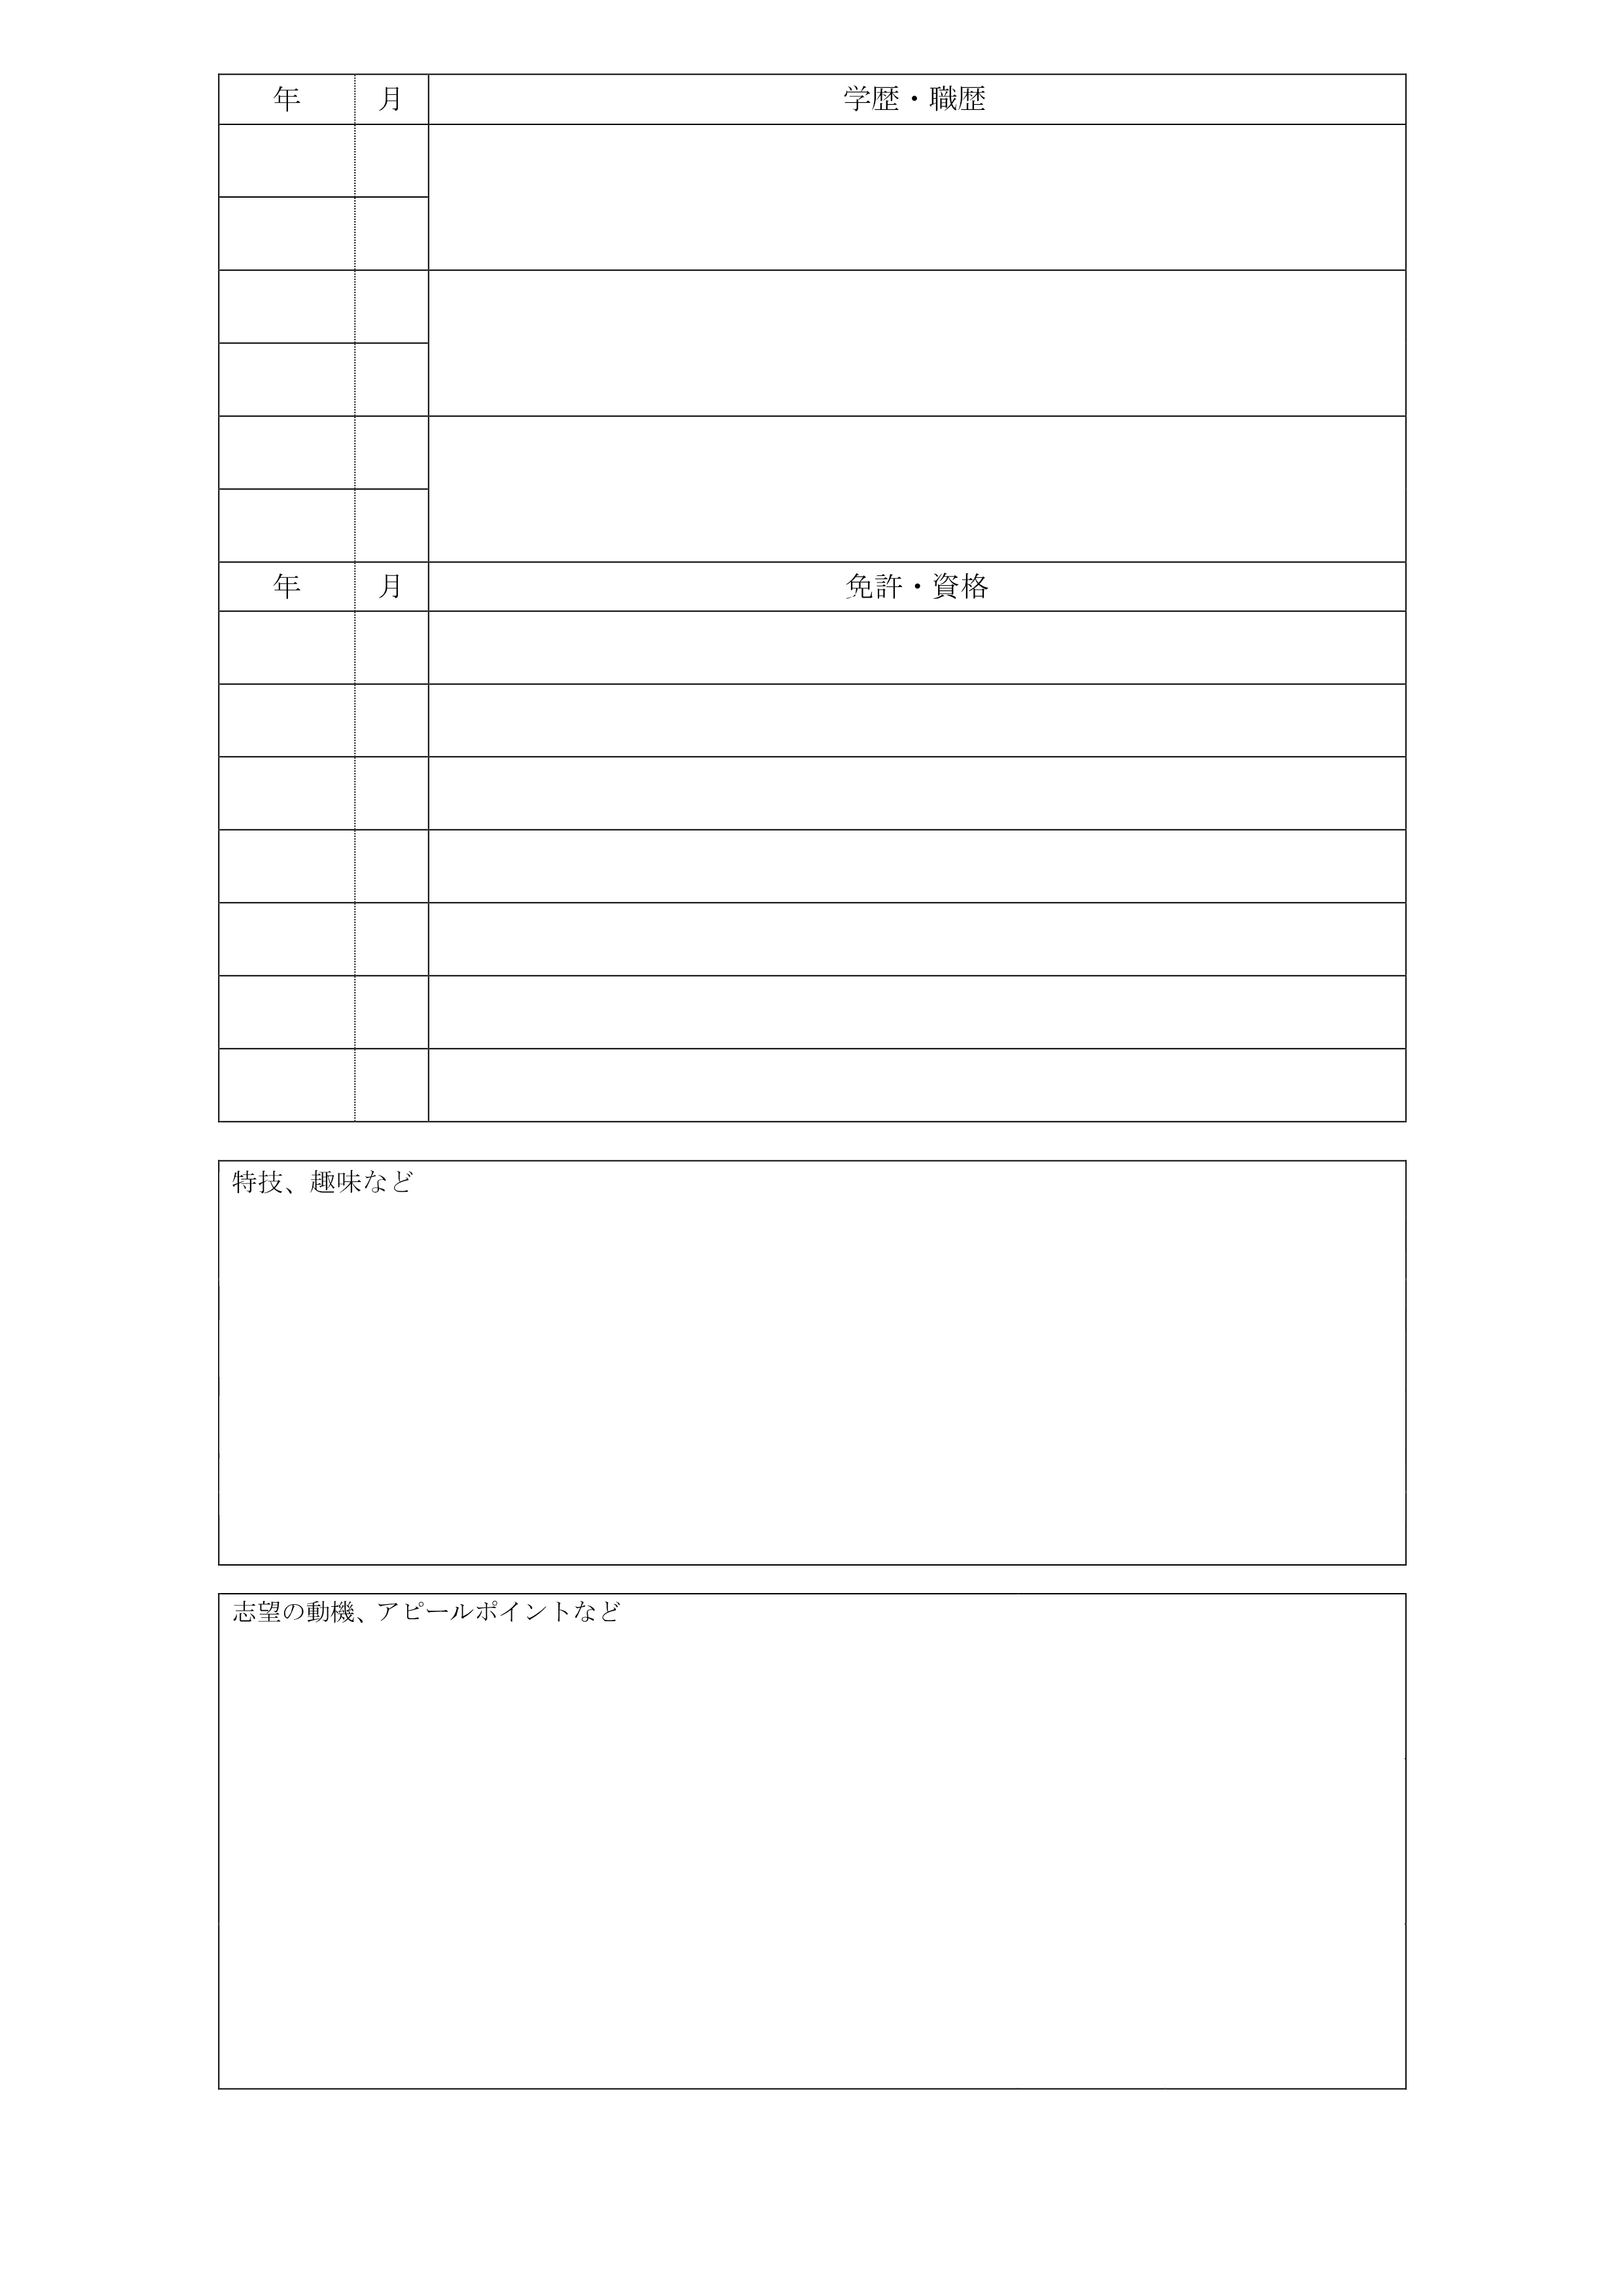 年 月 学歴・職歴
年 月 免許・資格
特技、趣味など
志望の動機、アピールポイントなど